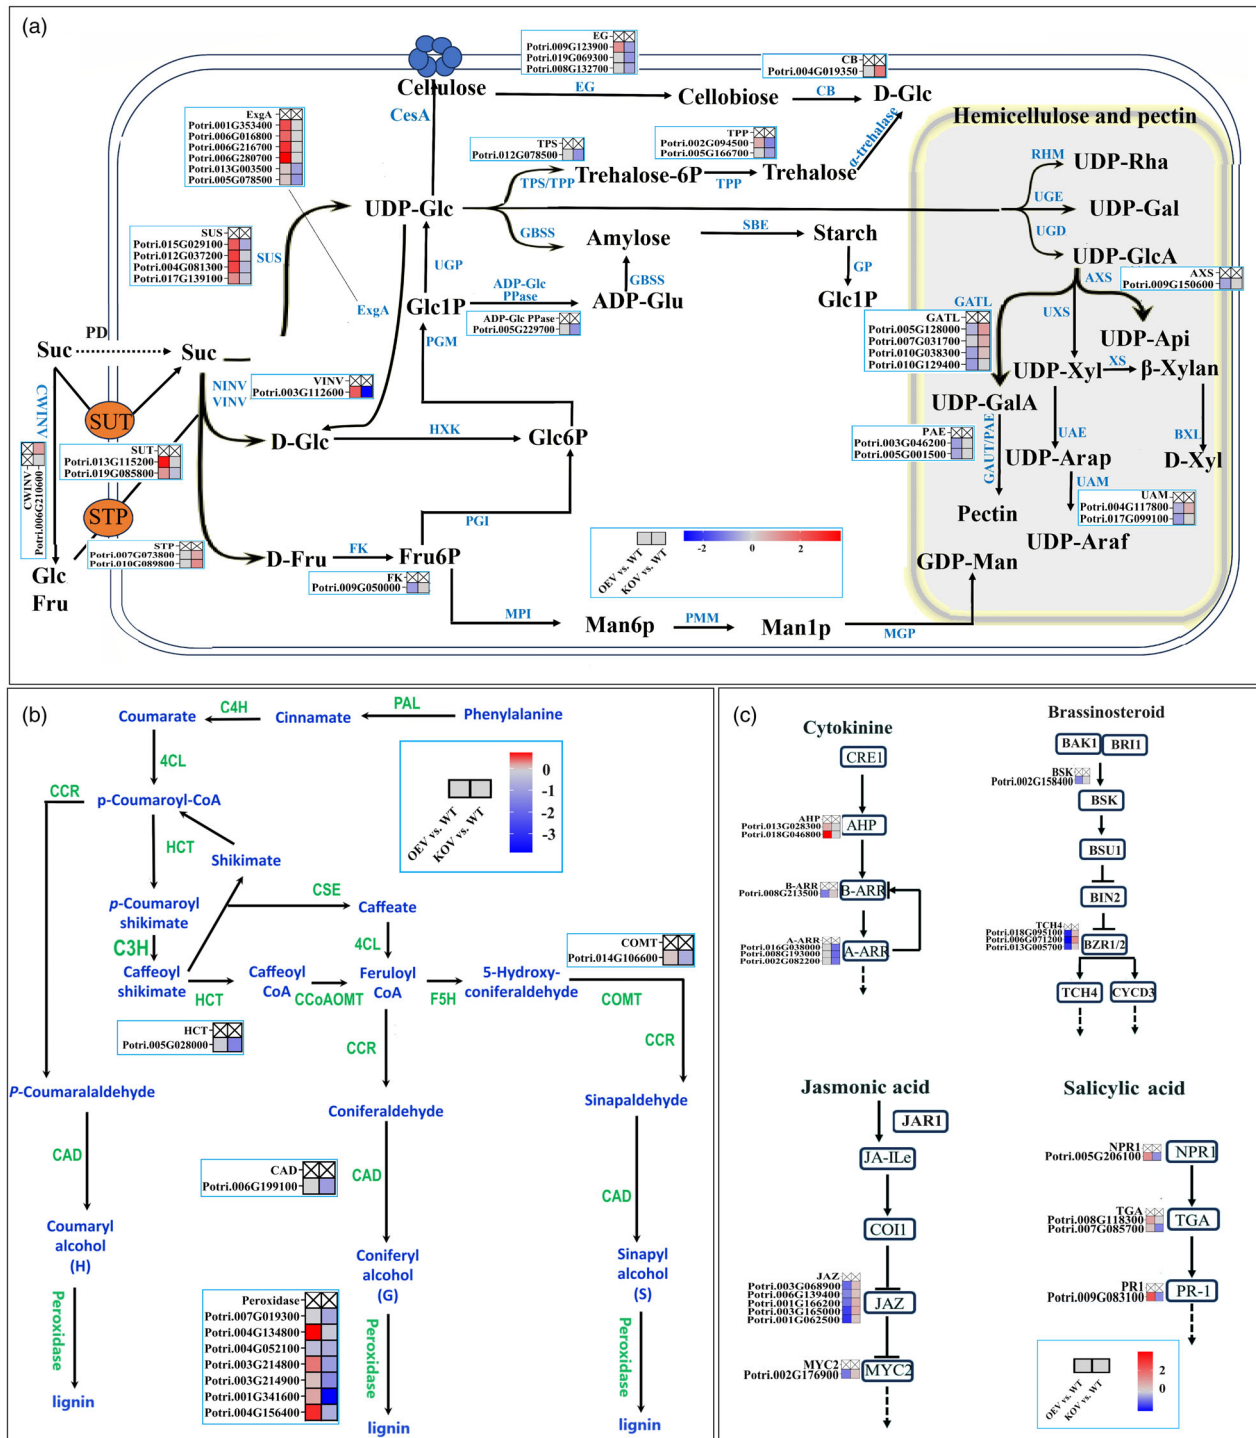 (a)
EG
Potri.009G123900
Potri.019G069300
Potri.008G132700
CB
Potri.004G019350
Cellulose
EG
Cellobiose
CB
D-Glc
CesA
ExgA
Potri.001G353400
Potri.006G016800
Potri.006G216700
Potri.006G280700
Potri.013G003500
Potri.005G078500
TPS
Potri.012G078500
TPP
Potri.002G094500
Potri.005G166700
α-trehalase
Trehalose-6P
TPS/TPP
TPP
Trehalose
UDP-Glc
GBSS
Amylose
SBE
Starch
GP
Glc1P
SUS
Potri.015G029100
Potri.012G037200
Potri.004G081300
Potri.017G139100
SUS
UGP
ExgA
Glc1P
ADP-Glc
PPase
ADP-Glu
GBSS
ADP-Glc PPase
Potri.005G229700
PGM
Hemicellulose and pectin
RHM
UDP-Rha
UGE
UDP-Gal
UGD
UDP-GlcA
AXS
AXS
Potri.009G150600
GATL
GATL
Potri.005G128000
Potri.007G031700
Potri.010G038300
Potri.010G129400
UXS
UDP-Api
UDP-Xyl
XS
β-Xylan
UDP-GalA
PAE
Potri.003G046200
Potri.005G001500
GAUT/PAE
UAE
BXL
UDP-Arap
D-Xyl
UAM
UAM
Potri.004G117800
Potri.017G099100
Pectin
UDP-Araf
GDP-Man
PD
Suc
Suc
CWINV
NINV
VINV
VINV
Potri.003G112600
SUT
SUT
Potri.013G115200
Potri.019G085800
D-Glc
HXK
Glc6P
CWINV
Potri.006G210600
STP
STP
Potri.007G073800
Potri.010G089800
PGI
Glc
Fru
D-Fru
FK
Fru6P
FK
Potri.009G050000
MPI
Man6p
PMM
Man1p
MGP
OEV vs. WT
KOV vs. WT
-2
0
2
(b)
Coumarate
C4H
Cinnamate
PAL
Phenylalanine
4CL
CCR
p-Coumaroyl-CoA
HCT
Shikimate
p-Coumaroyl
shikimate
CSE
Caffeate
C3H
4CL
Caffeoyl
shikimate
HCT
Caffeoyl
CoA
CCoAOMT
Feruloyl
CoA
F5H
5-Hydroxy-
coniferaldehyde
COMT
COMT
Potri.014G106600
HCT
Potri.005G028000
CCR
CCR
P-Coumaralaldehyde
Coniferaldehyde
Sinapaldehyde
CAD
CAD
Potri.006G199100
CAD
CAD
Coumaryl
alcohol
(H)
Coniferyl
alcohol
(G)
Sinapyl
alcohol
(S)
Peroxidase
Peroxidase
Potri.007G019300
Potri.004G134800
Potri.004G052100
Potri.003G214800
Potri.003G214900
Potri.001G341600
Potri.004G156400
Peroxidase
Peroxidase
lignin
lignin
lignin
OEV vs. WT
KOV vs. WT
0
-1
-2
-3
(c)
Cytokinine
CRE1
AHP
Potri.013G028300
Potri.018G046800
AHP
B-ARR
Potri.008G213500
B-ARR
A-ARR
Potri.016G038000
Potri.008G193000
Potri.002G082200
A-ARR
Brassinosteroid
BAK1
BRI1
BSK
Potri.002G158400
BSK
BSU1
BIN2
TCH4
Potri.018G095100
Potri.006G071200
Potri.013G005700
BZR1/2
TCH4
CYCD3
Jasmonic acid
JAR1
JA-ILe
COI1
JAZ
Potri.003G068900
Potri.006G139400
Potri.001G166200
Potri.003G165000
Potri.001G062500
JAZ
MYC2
Potri.002G176900
MYC2
Salicylic acid
NPR1
Potri.005G206100
NPR1
TGA
Potri.008G118300
Potri.007G085700
TGA
PR1
Potri.009G083100
PR-1
OEV vs. WT
KOV vs. WT
2
0